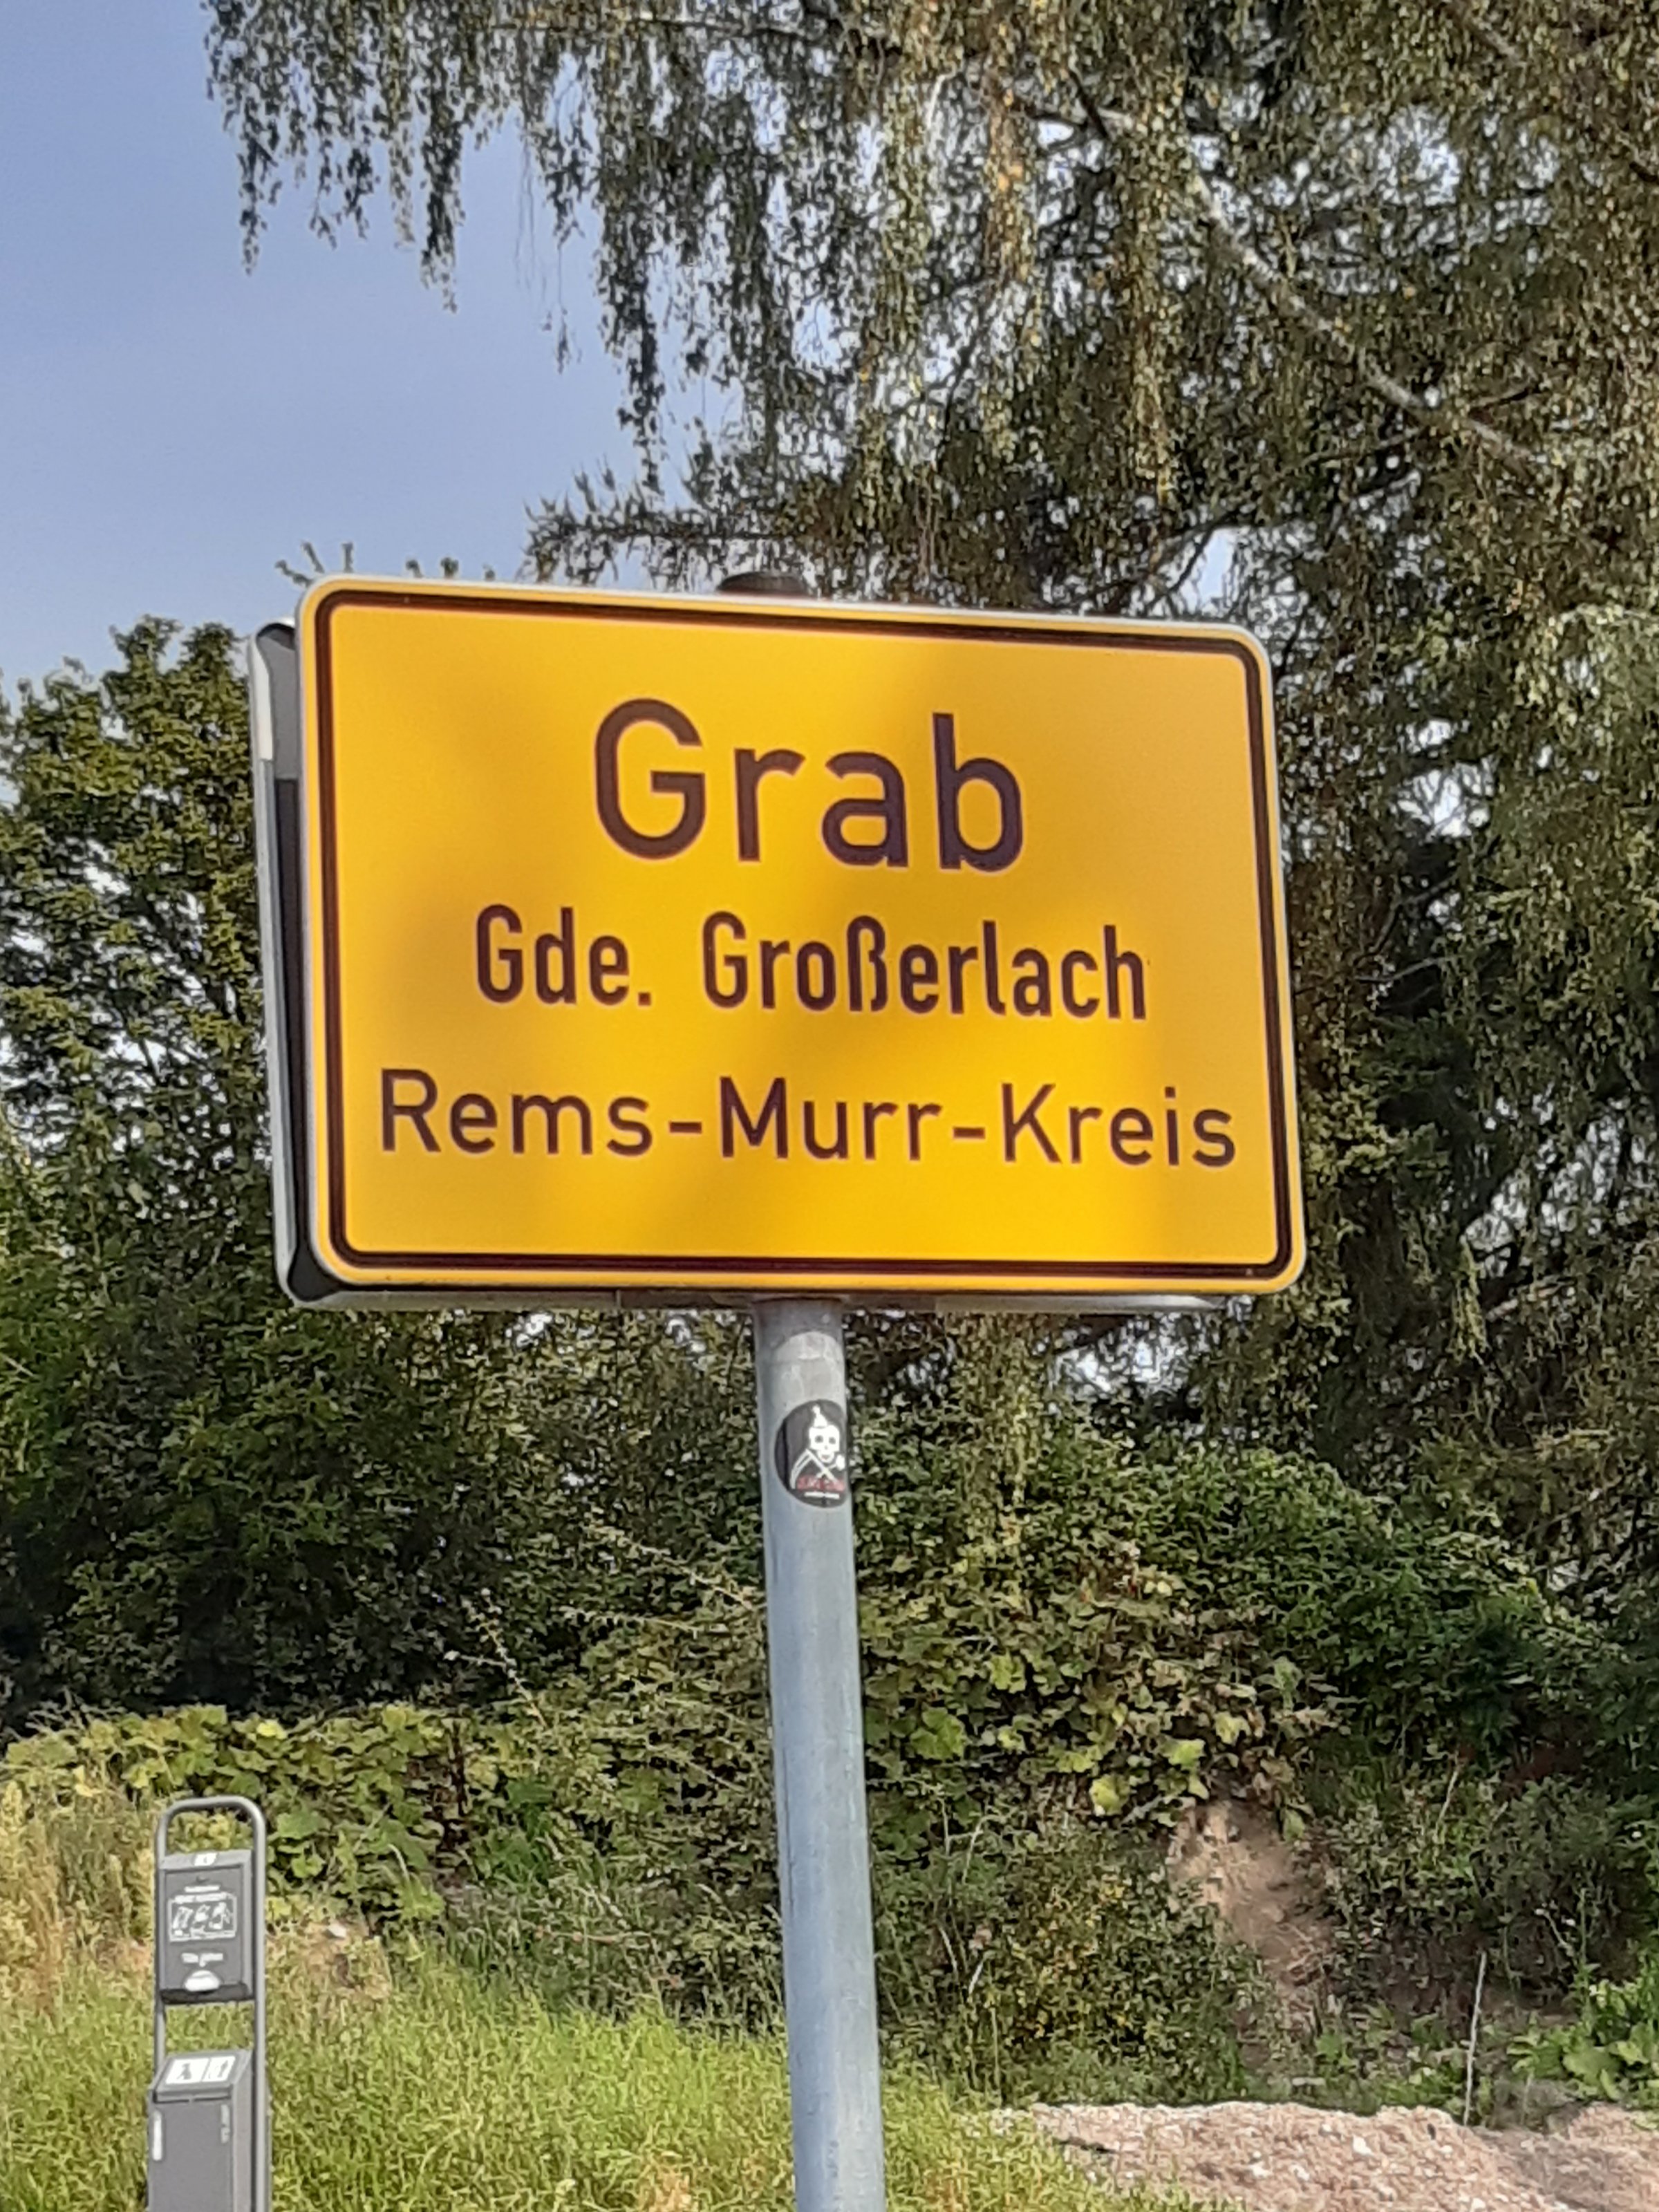 Grab
Gde. Großerlach
Rems-Murr-Kreis